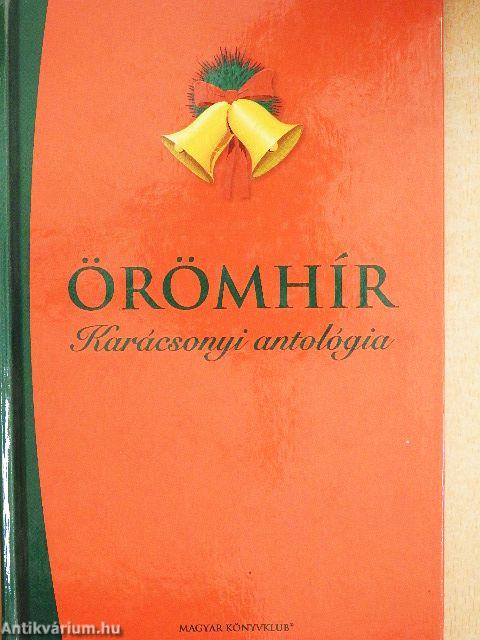 ÖRÖMHÍR
Karácsonyi antológia
MAGYAR KÖNYVKLUB®
Antikvárium.hu